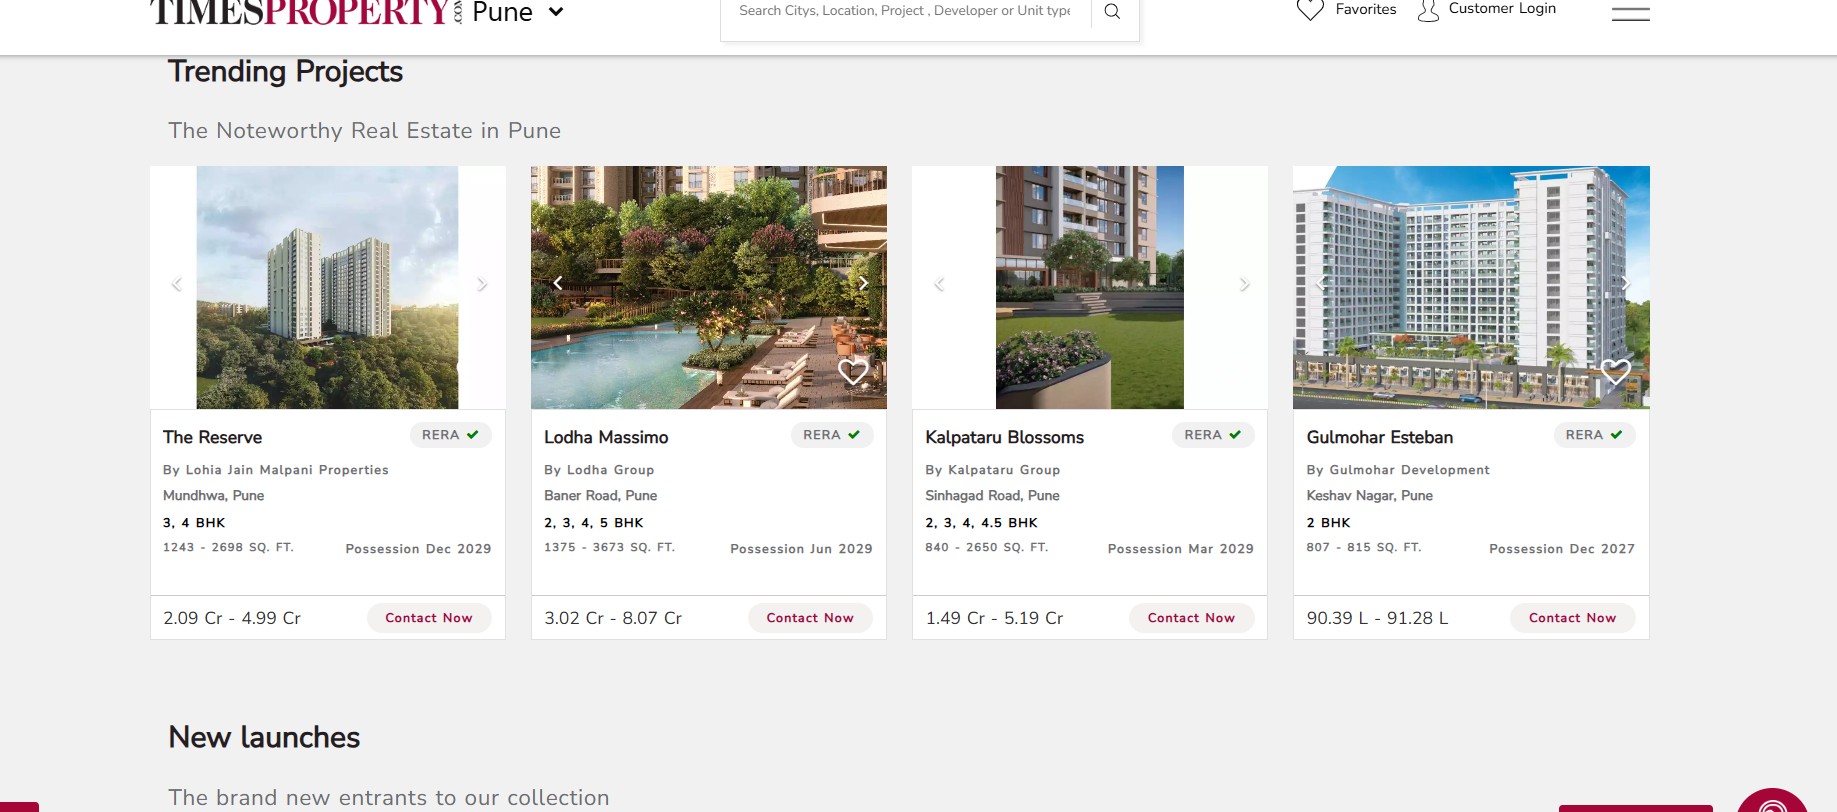 TIMESPROPERTY.COM Pune
Search Citys, Location, Project , Developer or Unit type
Favorites
Customer Login
Trending Projects
The Noteworthy Real Estate in Pune
The Reserve
RERA
By Lohia Jain Malpani Properties
Mundhwa, Pune
3, 4 BHK
1243 - 2698 SQ. FT.
Possession Dec 2029
2.09 Cr - 4.99 Cr
Contact Now
Lodha Massimo
RERA
By Lodha Group
Baner Road, Pune
2, 3, 4, 5 BHK
1375 - 3673 SQ. FT.
Possession Jun 2029
3.02 Cr - 8.07 Cr
Contact Now
Kalpataru Blossoms
RERA
By Kalpataru Group
Sinhagad Road, Pune
2, 3, 4, 4.5 BHK
840 - 2650 SQ. FT.
Possession Mar 2029
1.49 Cr - 5.19 Cr
Contact Now
Gulmohar Esteban
RERA
By Gulmohar Development
Keshav Nagar, Pune
2 BHK
807 - 815 SQ. FT.
Possession Dec 2027
90.39 L - 91.28 L
Contact Now
New launches
The brand new entrants to our collection